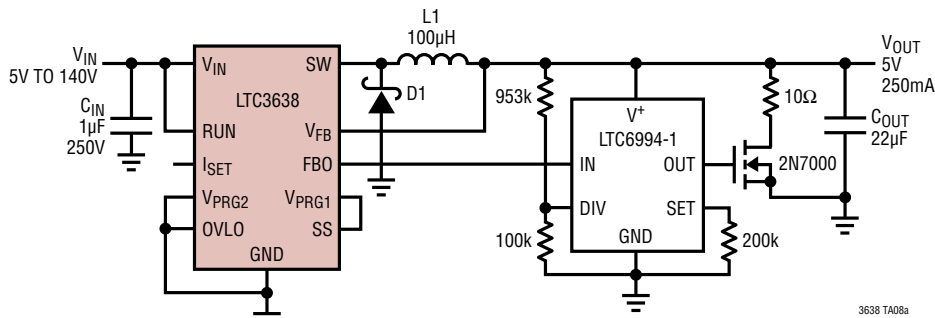 VIN
5V TO 140V
CIN
1µF
250V
VIN
RUN
ISET
VPRG2
OVLO
LTC3638
GND
SW
VFB
FBO
VPRG1
SS
L1
100µH
D1
953k
100k
V+
LTC6994-1
IN
OUT
DIV
SET
GND
200k
10Ω
2N7000
VOUT
5V
250mA
COUT
22µF
3638 TA08a